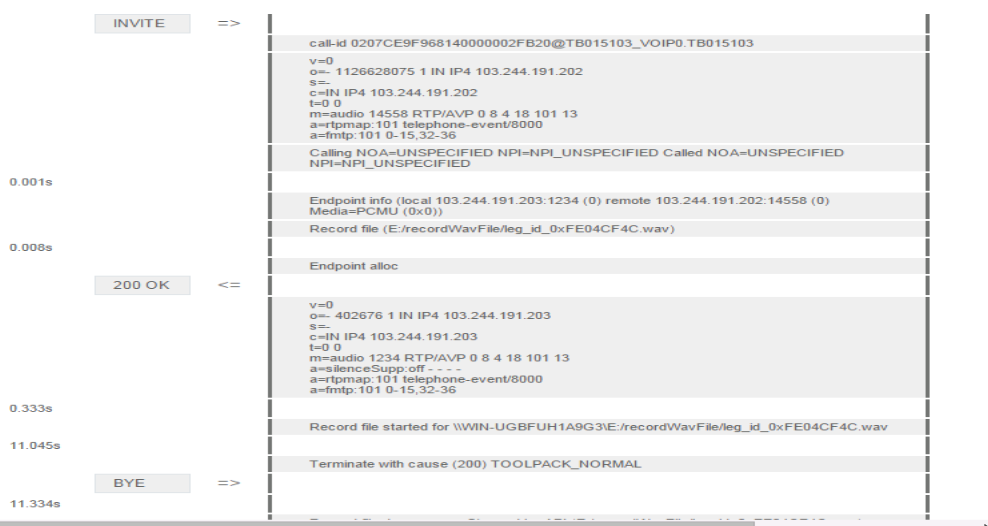 INVITE =>
call-id 0207CE9F968140000002FB20@TB015103_VOIP0.TB015103
v=0
o=- 1126628075 1 IN IP4 103.244.191.202
s=-
c=IN IP4 103.244.191.202
t=0 0
m=audio 14558 RTP/AVP 0 8 4 18 101 13
a=rtpmap:101 telephone-event/8000
a=fmtp:101 0-15,32-36
Calling NOA=UNSPECIFIED NPI=NPI_UNSPECIFIED Called NOA=UNSPECIFIED
NPI=NPI_UNSPECIFIED
0.001s
Endpoint info (local 103.244.191.203:1234 (0) remote 103.244.191.202:14558 (0)
Media=PCMU (0x0))
Record file (E:/recordWavFile/leg_id_0xFE04CF4C.wav)
0.008s
Endpoint alloc
200 OK <=
v=0
o=- 402676 1 IN IP4 103.244.191.203
s=-
c=IN IP4 103.244.191.203
t=0 0
m=audio 1234 RTP/AVP 0 8 4 18 101 13
a=silenceSupp:off - - - -
a=rtpmap:101 telephone-event/8000
a=fmtp:101 0-15,32-36
0.333s
Record file started for \\WIN-UGBFUH1A9G3\E:/recordWavFile/leg_id_0xFE04CF4C.wav
11.045s
Terminate with cause (200) TOOLPACK_NORMAL
BYE =>
11.334s